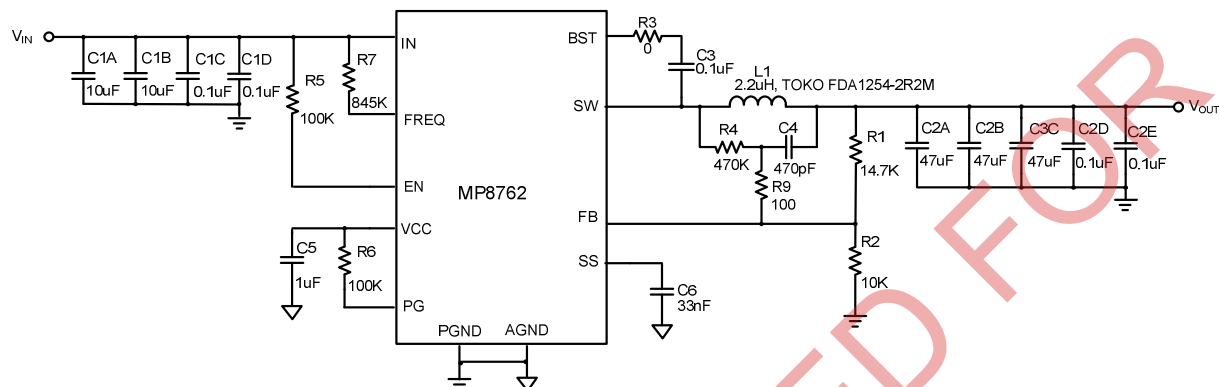 VIN
C1A
10uF
C1B
10uF
C1C
0.1uF
C1D
0.1uF
R5
100K
R7
845K
IN
FREQ
EN
VCC
PG
C5
1uF
R6
100K
MP8762
PGND
AGND
BST
SW
FB
SS
R3
0
C3
0.1uF
L1
2.2uH, TOKO FDA1254-2R2M
R4
470K
C4
470pF
R9
100
R1
14.7K
R2
10K
C6
33nF
C2A
47uF
C2B
47uF
C3C
47uF
C2D
0.1uF
C2E
0.1uF
VOUT
ED FOR